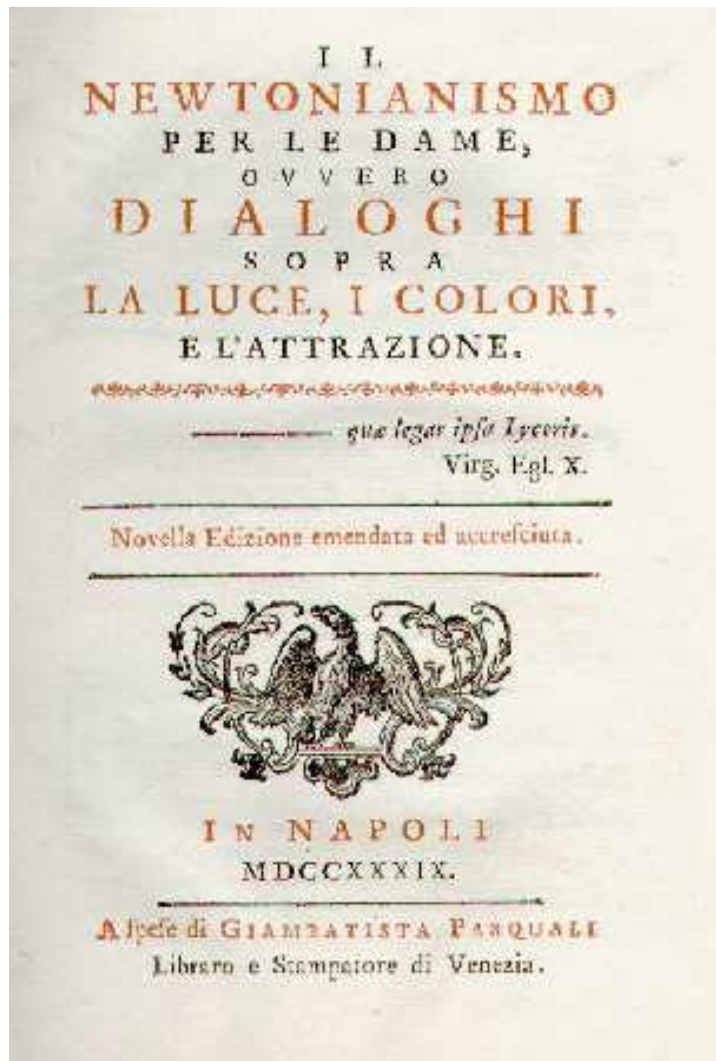 IL
NEWTONIANISMO
PER LE DAME,
OVVERO
DIALOGHI
SOPRA
LA LUCE, I COLORI,
E L'ATTRAZIONE.
quæ legat ipsa Lycoris.
Virg. Egl. X.
Novella Edizione emendata ed accresciuta.
IN NAPOLI
MDCCXXXIX.
A spese di GIAMBATISTA PASQUALI
Libraro e Stampatore di Venezia.